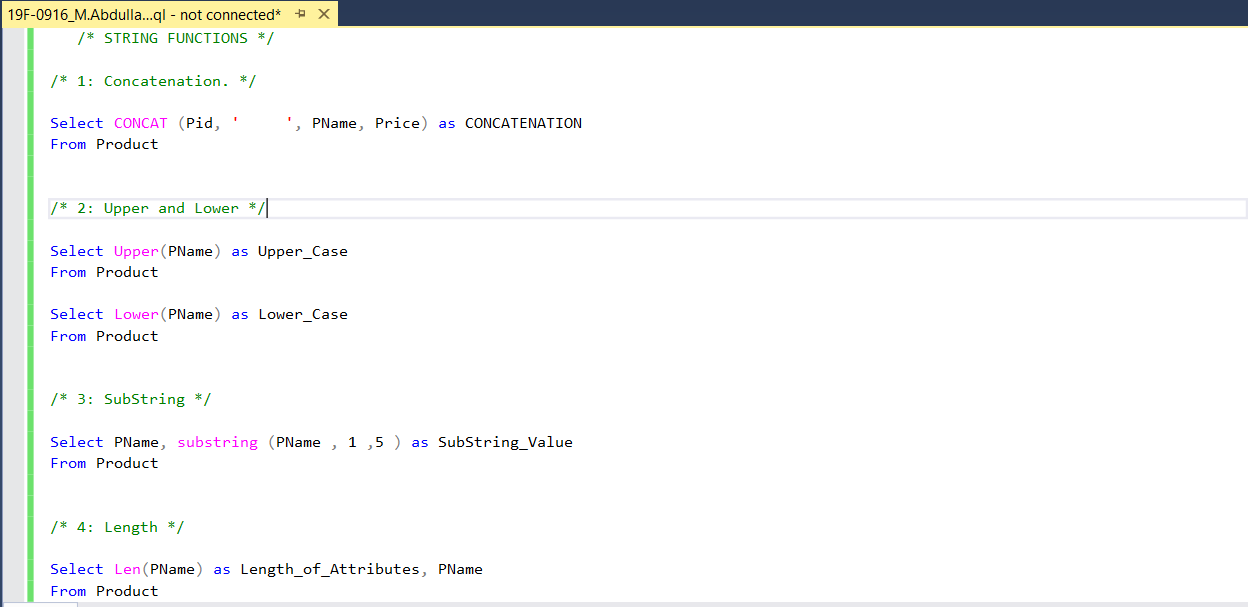 19F-0916_M.Abdulla...ql - not connected*
/* STRING FUNCTIONS */
/* 1: Concatenation. */
Select CONCAT (Pid, '     ', PName, Price) as CONCATENATION
From Product
/* 2: Upper and Lower */
Select Upper(PName) as Upper_Case
From Product
Select Lower(PName) as Lower_Case
From Product
/* 3: SubString */
Select PName, substring (PName , 1 ,5 ) as SubString_Value
From Product
/* 4: Length */
Select Len(PName) as Length_of_Attributes, PName
From Product